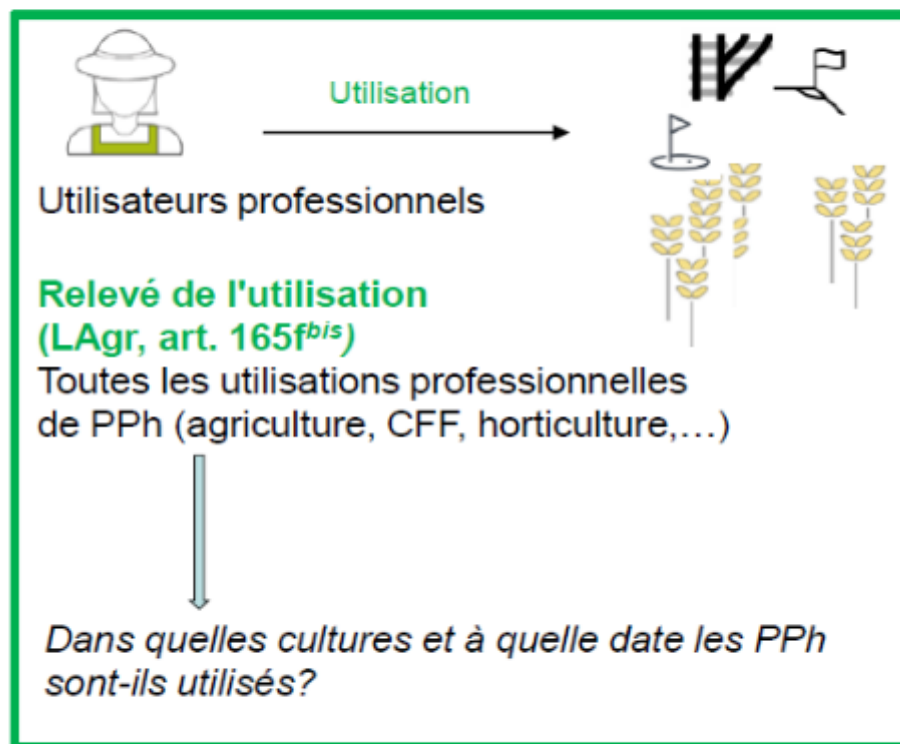 Utilisation
Utilisateurs professionnels
Relevé de l'utilisation
(LAgr, art. 165fbis)
Toutes les utilisations professionnelles
de PPh (agriculture, CFF, horticulture,…)
Dans quelles cultures et à quelle date les PPh
sont-ils utilisés?